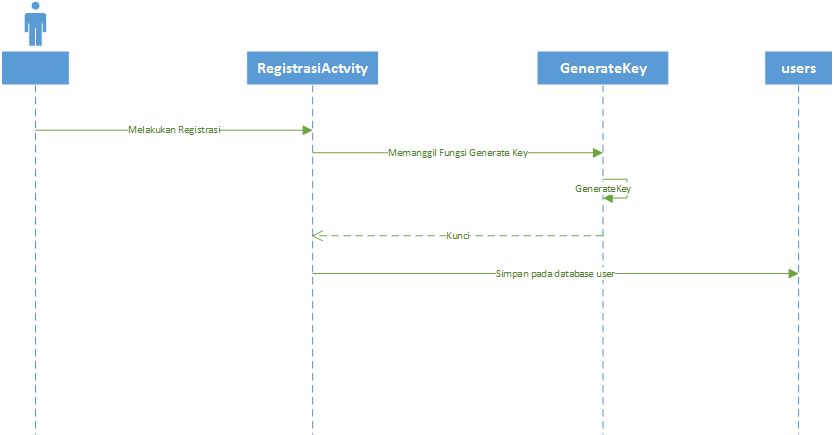 RegistrasiActvity
GenerateKey
users
Melakukan Registrasi
Memanggil Fungsi Generate Key
GenerateKey
Kunci
Simpan pada database user